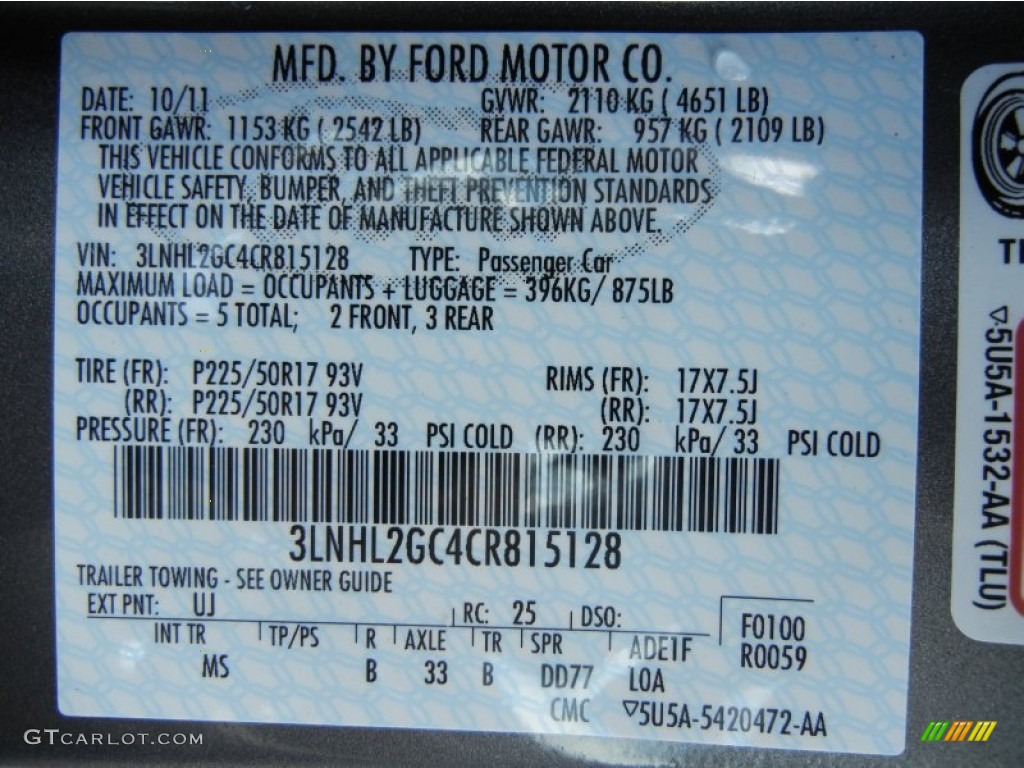 MFD. BY FORD MOTOR CO.
DATE: 10/11 GVWR: 2110 KG ( 4651 LB)
FRONT GAWR: 1153 KG ( 2542 LB) REAR GAWR: 957 KG ( 2109 LB)
THIS VEHICLE CONFORMS TO ALL APPLICABLE FEDERAL MOTOR
VEHICLE SAFETY, BUMPER, AND THEFT PREVENTION STANDARDS
IN EFFECT ON THE DATE OF MANUFACTURE SHOWN ABOVE.
VIN: 3LNHL2GC4CR815128 TYPE: Passenger Car
MAXIMUM LOAD = OCCUPANTS + LUGGAGE = 396KG/ 875LB
OCCUPANTS = 5 TOTAL; 2 FRONT, 3 REAR
TIRE (FR): P225/50R17 93V RIMS (FR): 17X7.5J
(RR): P225/50R17 93V (RR): 17X7.5J
PRESSURE (FR): 230 kPa/ 33 PSI COLD (RR): 230 kPa/ 33 PSI COLD
3LNHL2GC4CR815128
TRAILER TOWING - SEE OWNER GUIDE
EXT PNT: UJ RC: 25 DSO: F0100
INT TR TP/PS R AXLE TR SPR ADE1F R0059
MS B 33 B DD77 LOA
CMC ▽5U5A-5420472-AA
▽5U5A-1532-AA (TLU)
GTCARLOT.COM